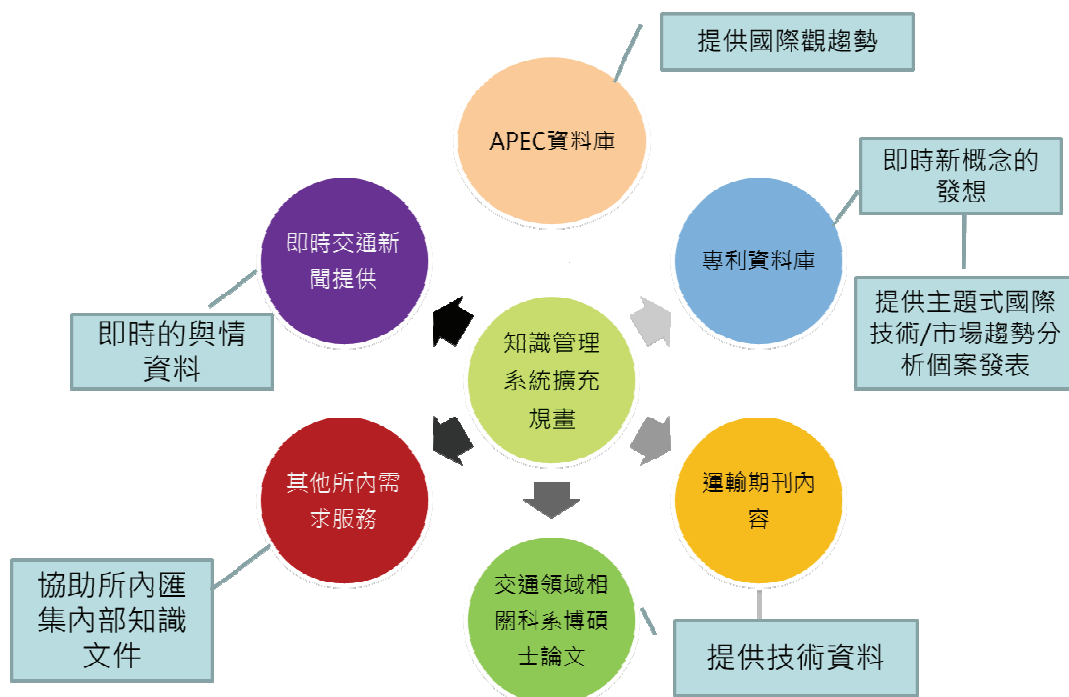 提供國際觀趨勢
APEC資料庫
即時新概念的
發想
即時交通新
聞提供
專利資料庫
提供主題式國際
技術/市場趨勢分
析個案發表
即時的與情
資料
知識管理
系統擴充
規畫
其他所內需
求服務
運輸期刊內
容
協助所內匯
集內部知識
文件
交通領域相
關科系博碩
士論文
提供技術資料